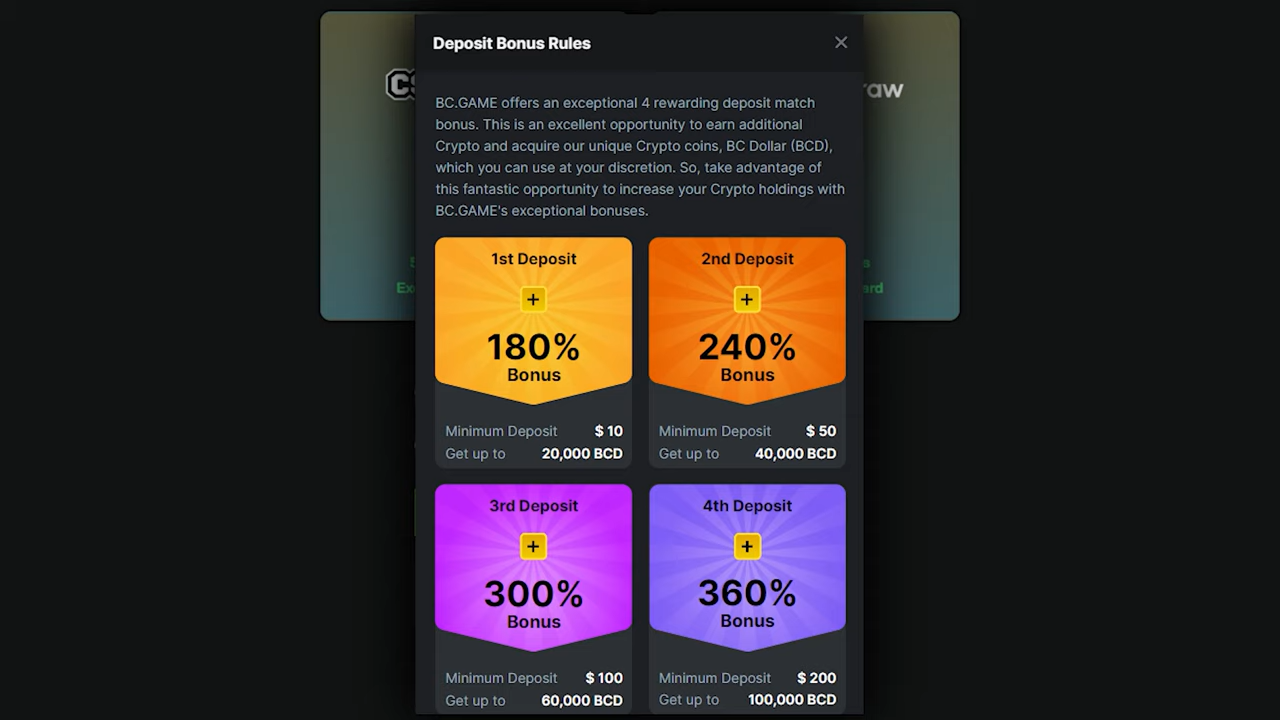 Deposit Bonus Rules
BC.GAME offers an exceptional 4 rewarding deposit match
bonus. This is an excellent opportunity to earn additional
Crypto and acquire our unique Crypto coins, BC Dollar (BCD),
which you can use at your discretion. So, take advantage of
this fantastic opportunity to increase your Crypto holdings with
BC.GAME's exceptional bonuses.
1st Deposit
+
180%
Bonus
Minimum Deposit $ 10
Get up to 20,000 BCD
2nd Deposit
+
240%
Bonus
Minimum Deposit $ 50
Get up to 40,000 BCD
3rd Deposit
+
300%
Bonus
Minimum Deposit $ 100
Get up to 60,000 BCD
4th Deposit
+
360%
Bonus
Minimum Deposit $ 200
Get up to 100,000 BCD